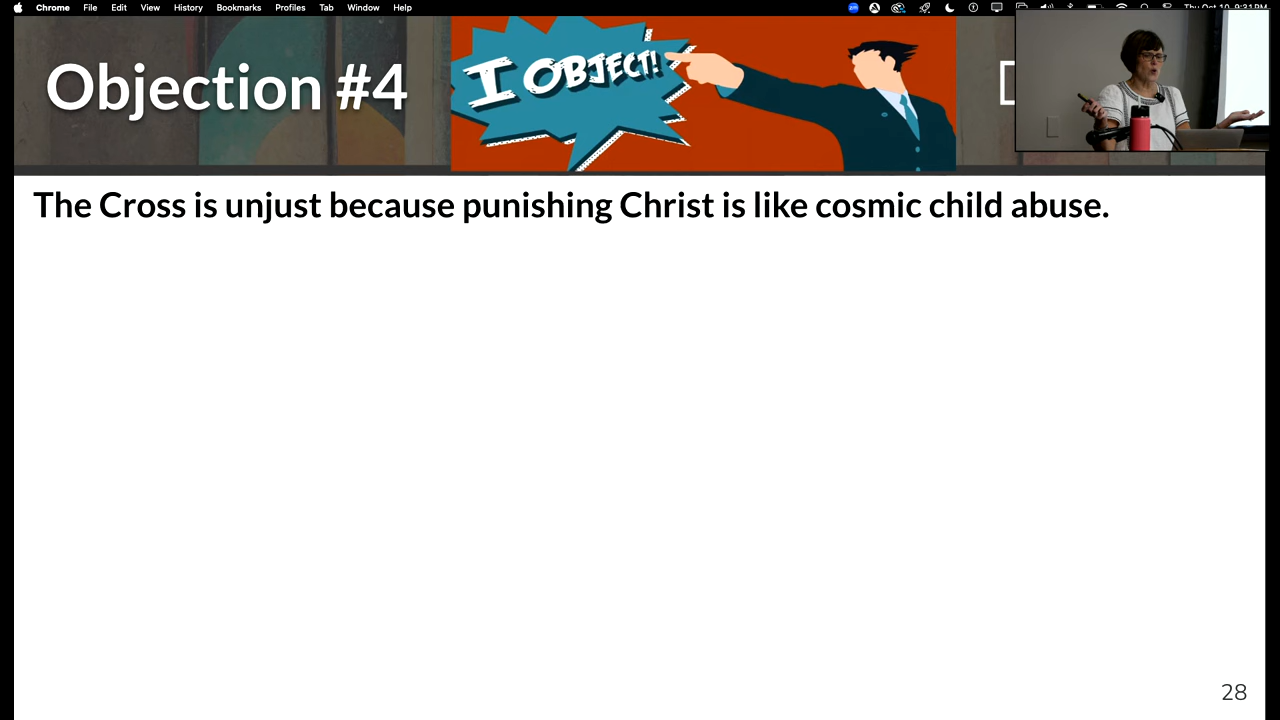 Chrome File Edit View History Bookmarks Profiles Tab Window Help
Objection #4
I OBJECT!
The Cross is unjust because punishing Christ is like cosmic child abuse.
28